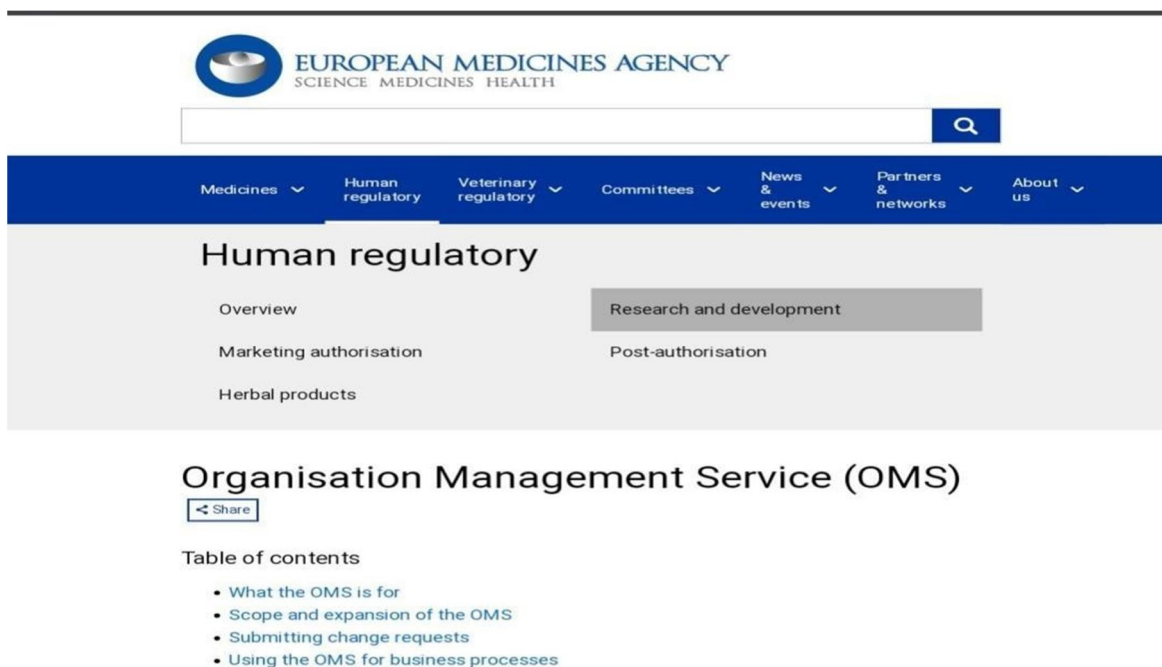 EUROPEAN MEDICINES AGENCY
SCIENCE MEDICINES HEALTH
Medicines
Human
regulatory
Veterinary
regulatory
Committees
News
&
events
Partners
&
networks
About
us
Human regulatory
Overview
Research and development
Marketing authorisation
Post-authorisation
Herbal products
Organisation Management Service (OMS)
Share
Table of contents
• What the OMS is for
• Scope and expansion of the OMS
• Submitting change requests
• Using the OMS for business processes